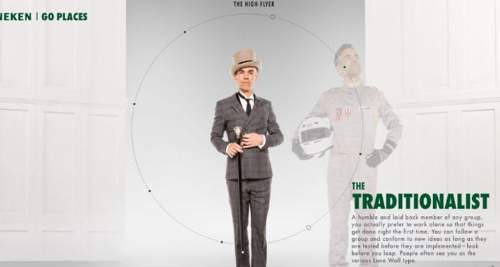 THE HIGH-FLYER
NEKEN | GO PLACES
THE
TRADITIONALIST
A humble and laid back member of any group,
you actually prefer to work alone so that things
get done right the first time. You can follow a
group and conform to new ideas as long as they
are tested before they are implemented—look
before you leap. People often see you as the
serious Lone Wolf type.